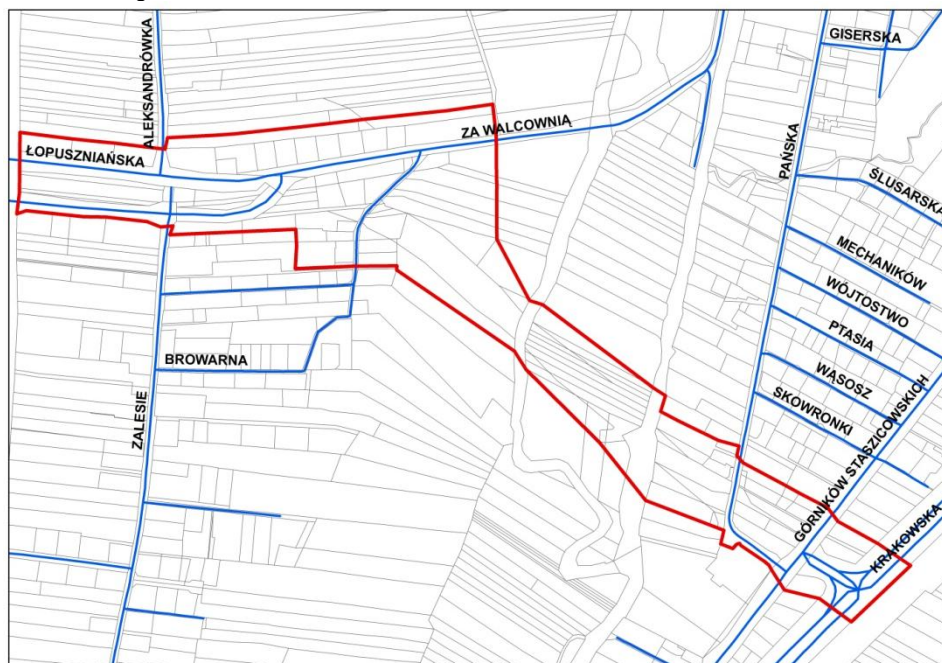 ALEKSANDRÓWKA
GISERSKA
ZA WALCOWNIĄ
ŁOPUSZNIAŃSKA
PAŃSKA
ŚLUSARSKA
MECHANIKÓW
WÓJTOSTWO
PTASIA
BROWARNA
WĄSOSZ
SKOWRONKI
ZALESIE
GÓRNIKÓW STASZICOWSKICH
KRAKOWSKA